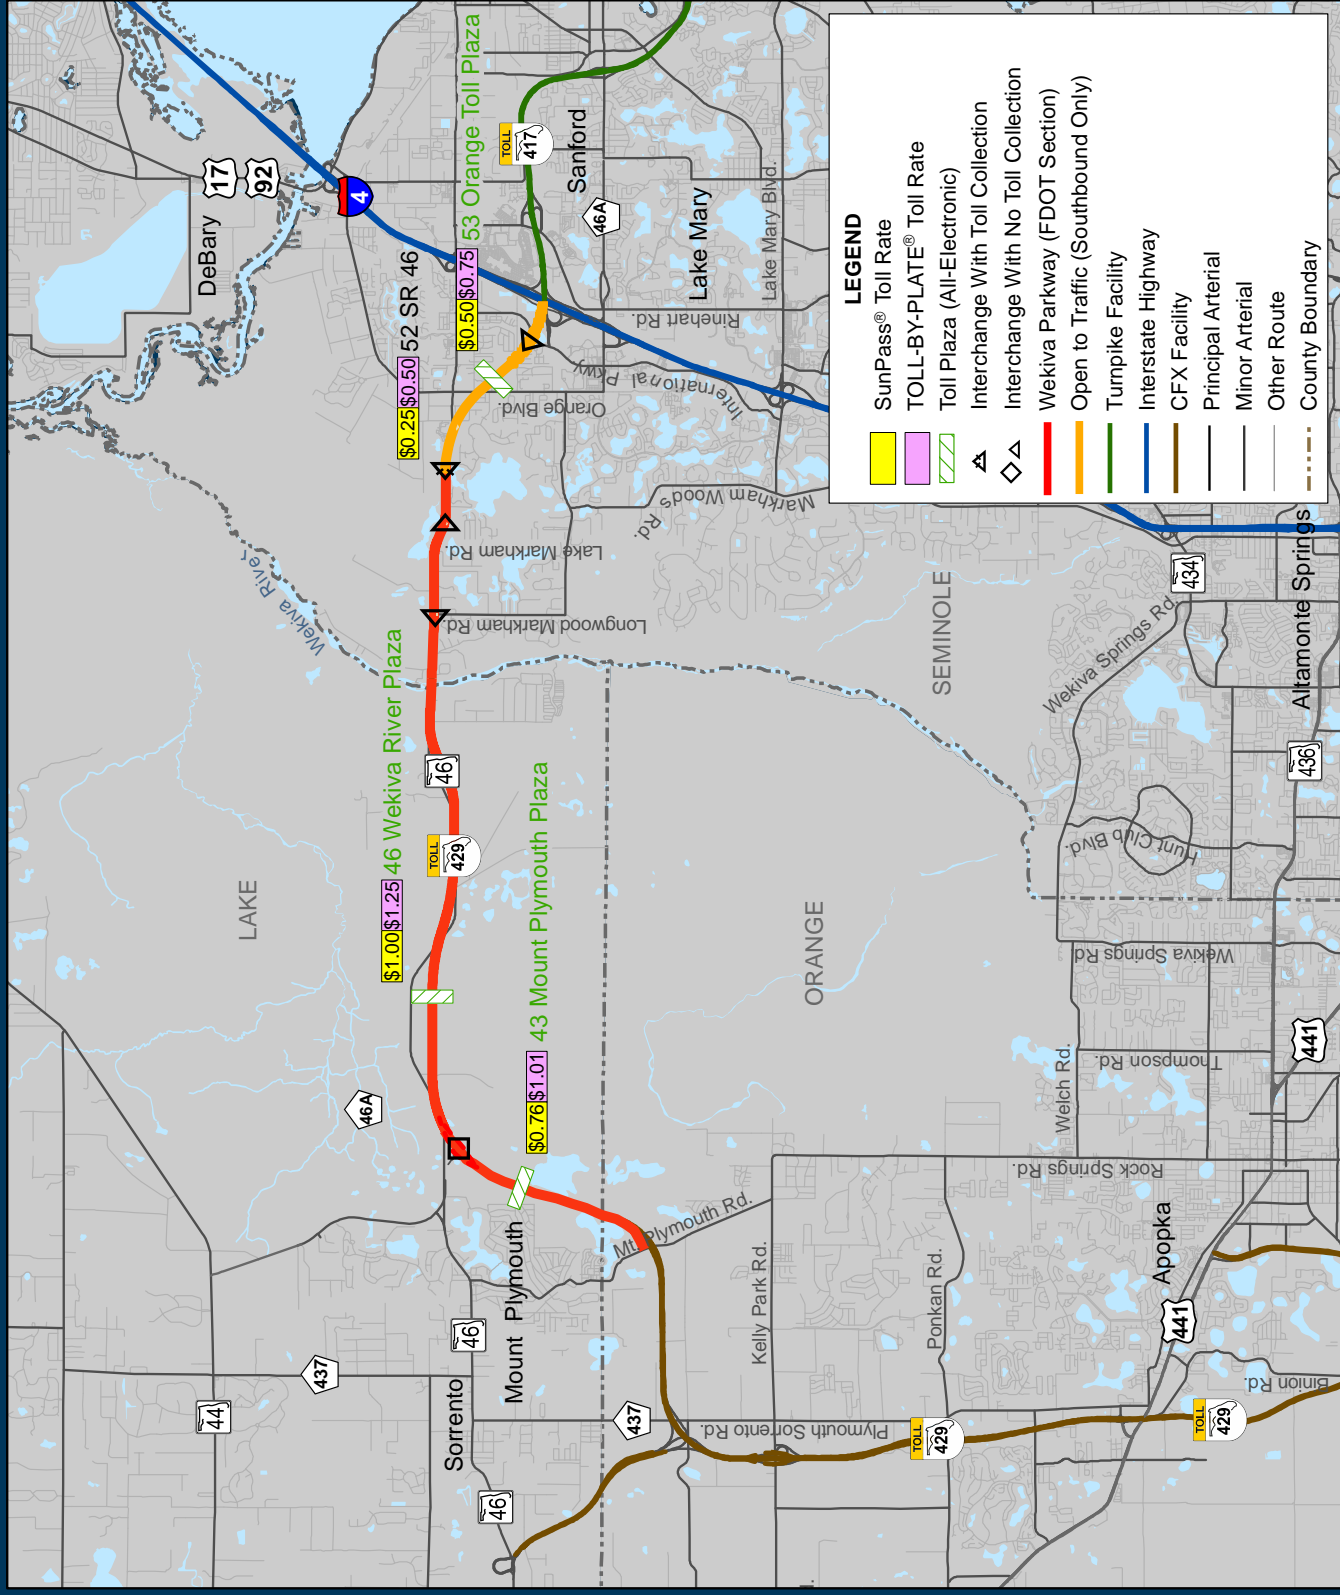 DeBary
17
92
4
53 Orange Toll Plaza
$0.50 $0.75
52 SR 46
$0.25 $0.50
TOLL
417
Sanford
46A
Lake Mary
Lake Mary Blvd.
Rinehart Rd.
International Pkwy
Orange Blvd.
Markham Woods Rd.
Lake Markham Rd.
Longwood Markham Rd.
Wekiva River
46 Wekiva River Plaza
$1.00 $1.25
46
TOLL
429
43 Mount Plymouth Plaza
$0.76 $1.01
LAKE
SEMINOLE
ORANGE
46A
Mount Plymouth
Mt. Plymouth Rd.
Sorrento
46
46
437
437
44
Kelly Park Rd.
Ponkan Rd.
Plymouth Sorrento Rd.
TOLL
429
TOLL
429
Binion Rd.
441
Apopka
Rock Springs Rd.
Welch Rd.
Thompson Rd.
441
Wekiva Springs Rd.
Hunt Club Blvd.
Wekiva Springs Rd.
434
436
Altamonte Springs
LEGEND
SunPass® Toll Rate
TOLL-BY-PLATE® Toll Rate
Toll Plaza (All-Electronic)
Interchange With Toll Collection
Interchange With No Toll Collection
Wekiva Parkway (FDOT Section)
Open to Traffic (Southbound Only)
Turnpike Facility
Interstate Highway
CFX Facility
Principal Arterial
Minor Arterial
Other Route
County Boundary